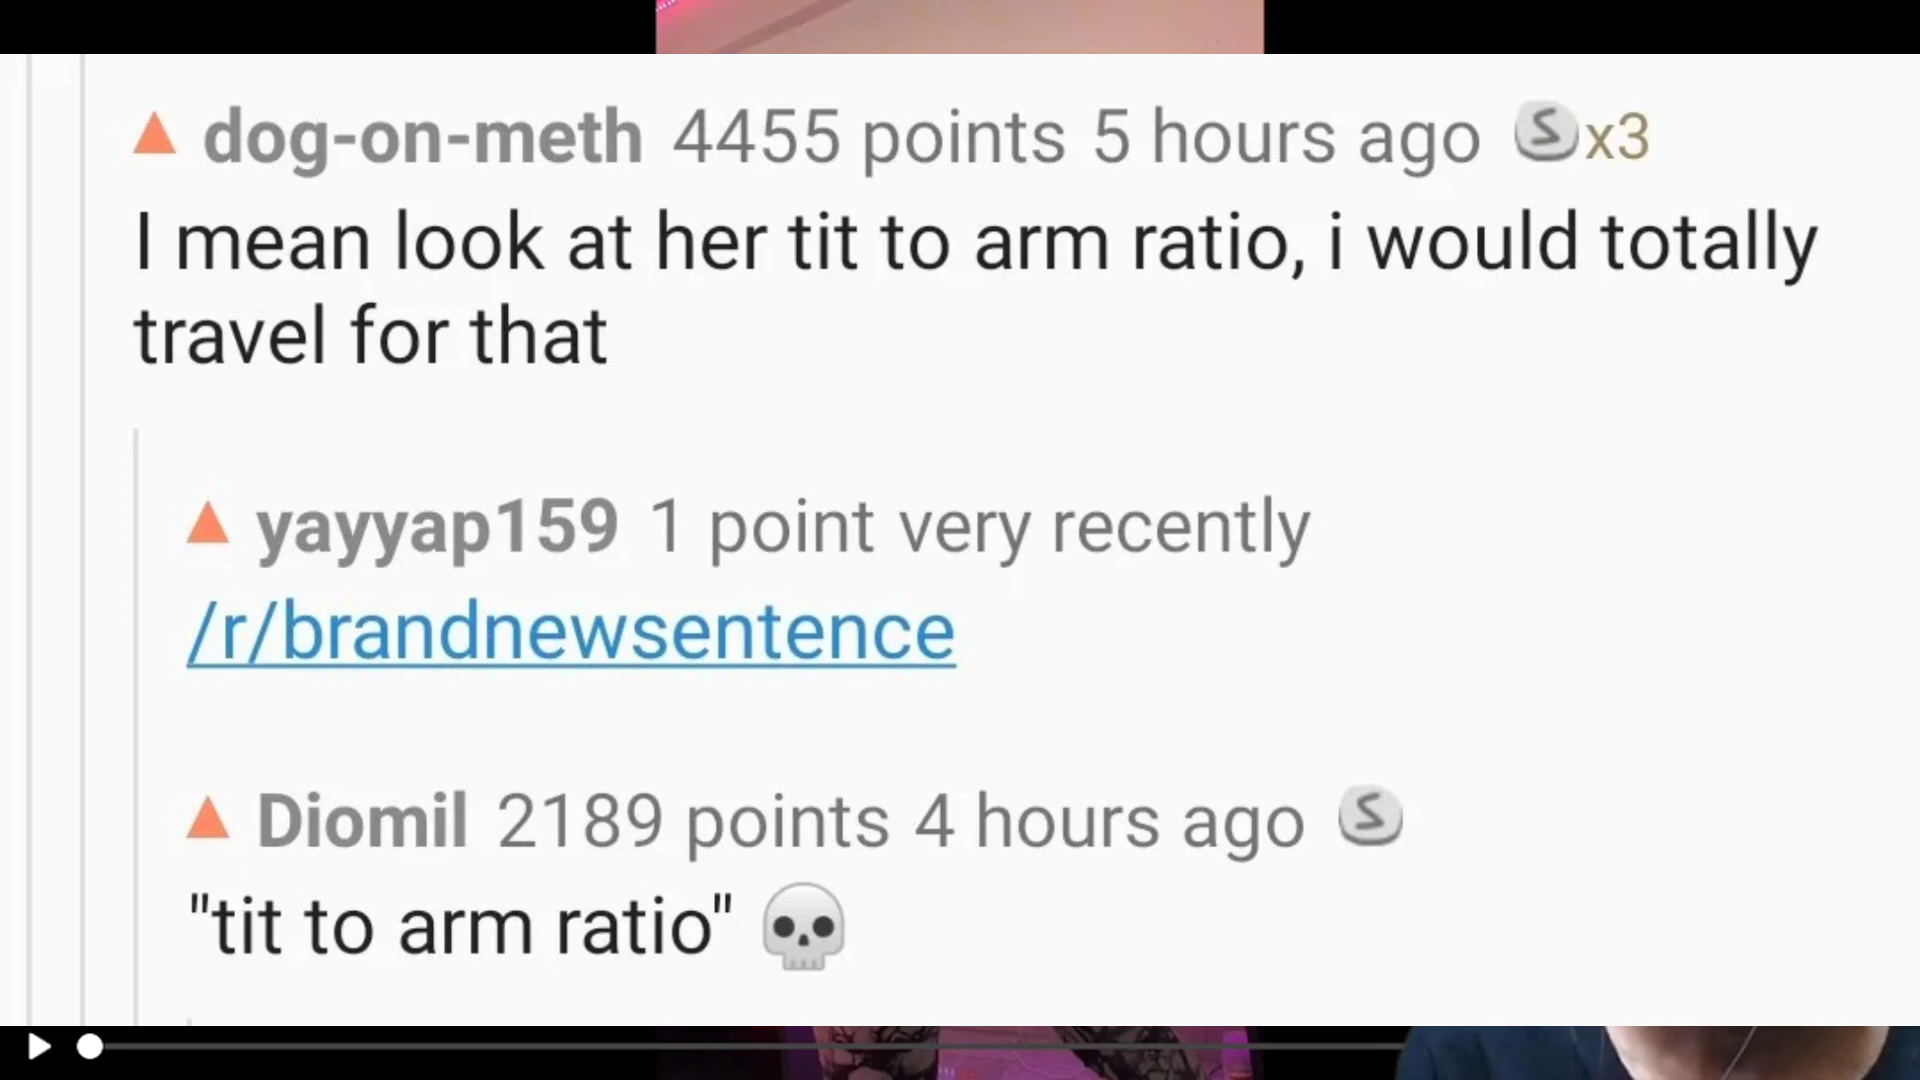 dog-on-meth 4455 points 5 hours ago Sx3
I mean look at her tit to arm ratio, i would totally
travel for that
yayyap159 1 point very recently
/r/brandnewsentence
Diomil 2189 points 4 hours ago S
"tit to arm ratio" 💀